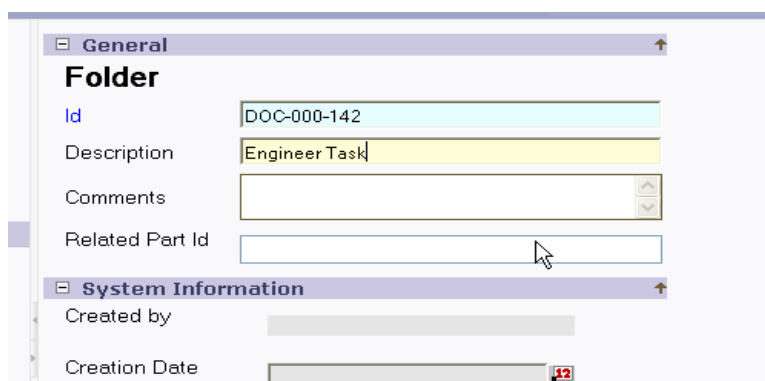 General
Folder
Id DOC-000-142
Description Engineer Task
Comments
Related Part Id
System Information
Created by
Creation Date 12